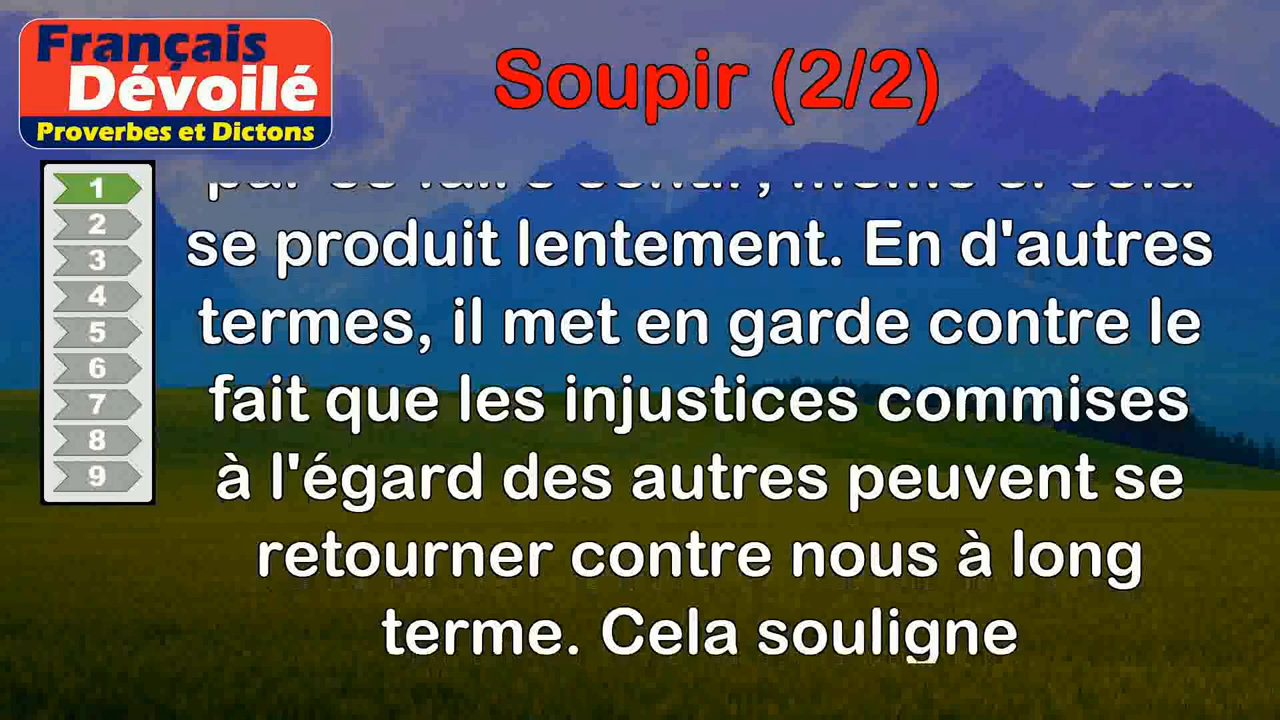 Français
Dévoilé
Proverbes et Dictons
Soupir (2/2)
1
2
3
4
5
6
7
8
9
se produit lentement. En d'autres
termes, il met en garde contre le
fait que les injustices commises
à l'égard des autres peuvent se
retourner contre nous à long
terme. Cela souligne